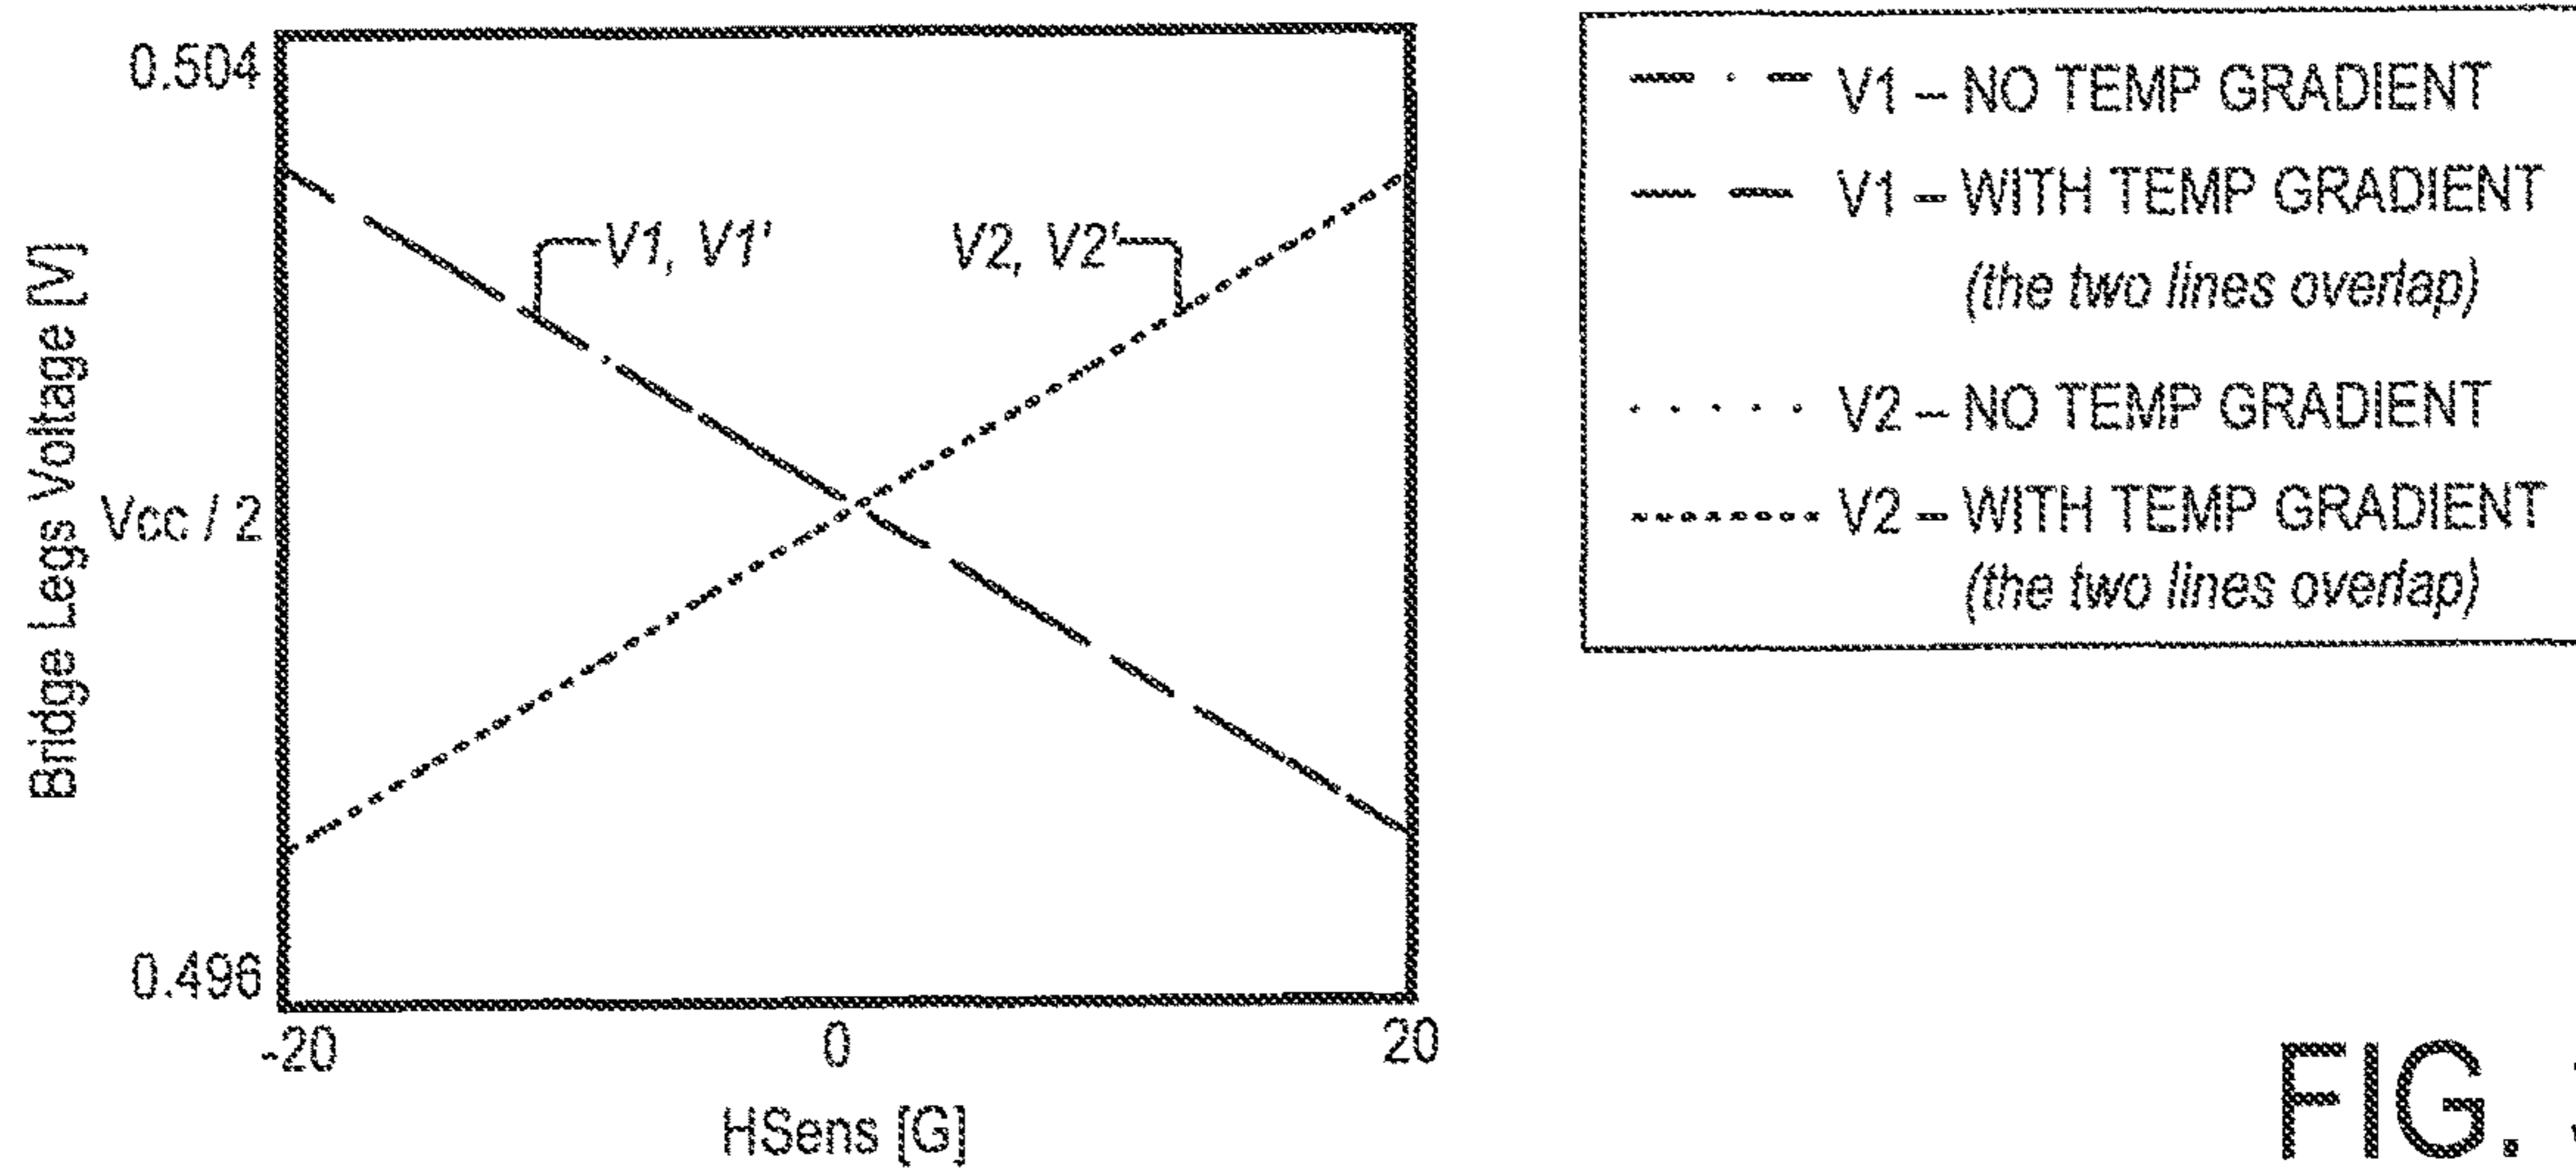 0.504
Vcc / 2
0.496
Bridge Legs Voltage [V]
-20
0
20
HSens [G]
V1, V1'
V2, V2'
V1 – NO TEMP GRADIENT
V1 – WITH TEMP GRADIENT
(the two lines overlap)
V2 – NO TEMP GRADIENT
V2 – WITH TEMP GRADIENT
(the two lines overlap)
FIG.